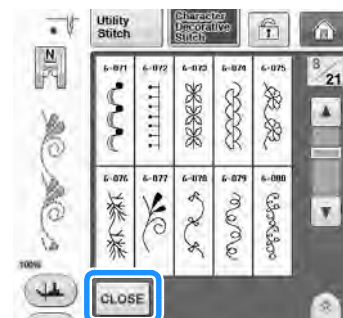 Utility
Stitch
Character
Decorative
Stitch
N
6-071 6-072 6-073 6-074 6-075
8/21
6-076 6-077 6-078 6-079 6-080
100%
CLOSE